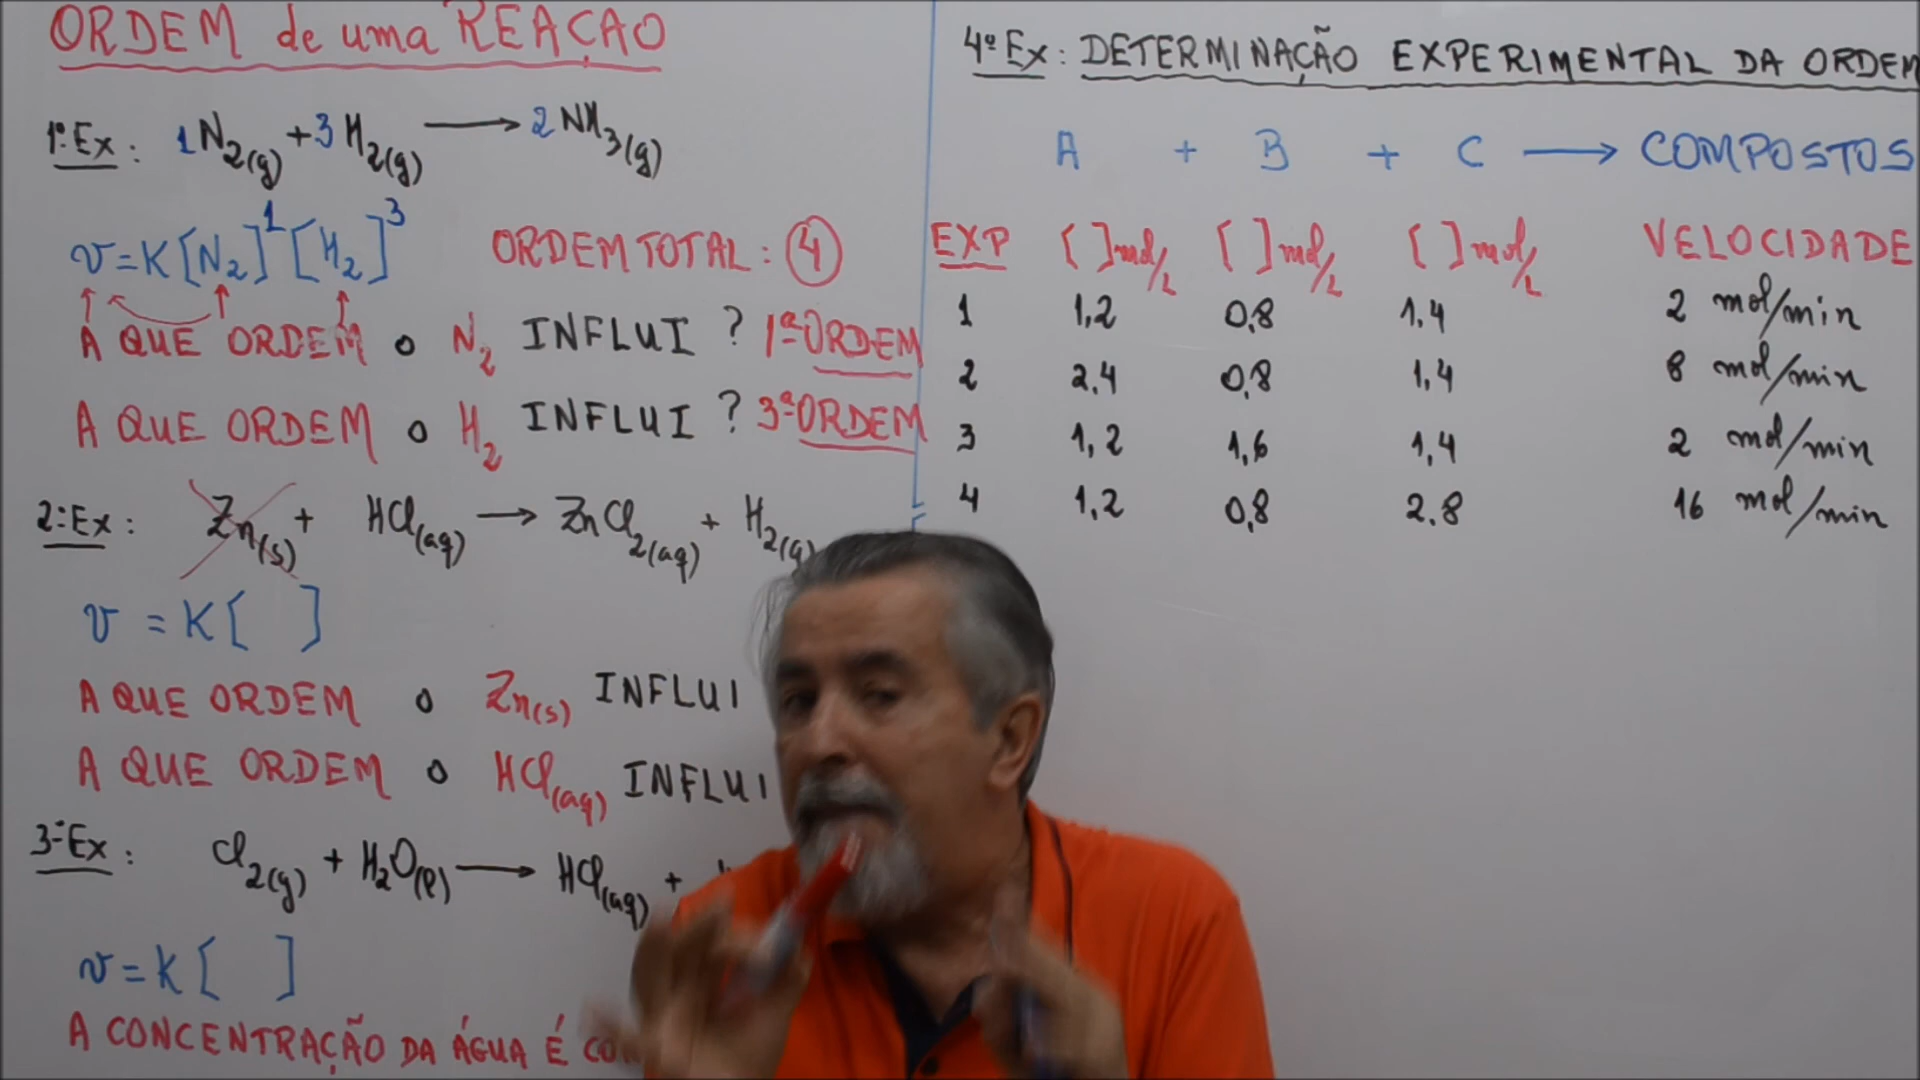 ORDEM de uma REAÇÃO
1º Ex: 1N2(g) + 3H2(g) → 2NH3(g)
v = K[N2]^1 [H2]^3 ORDEM TOTAL: 4
A QUE ORDEM O N2 INFLUI ? 1ª ORDEM
A QUE ORDEM O H2 INFLUI ? 3ª ORDEM
2º Ex: Zn(s) + HCl(aq) → ZnCl2(aq) + H2(g)
v = K[ ]
A QUE ORDEM O Zn(s) INFLUI
A QUE ORDEM O HCl(aq) INFLUI
3º Ex: Cl2(g) + H2O(l) → HCl(aq) +
v = K[ ]
A CONCENTRAÇÃO DA ÁGUA É
4º Ex: DETERMINAÇÃO EXPERIMENTAL DA ORDEM
A + B + C → COMPOSTOS
EXP [ ]mol/L [ ]mol/L [ ]mol/L VELOCIDADE
1 1,2 0,8 1,4 2 mol/min
2 2,4 0,8 1,4 8 mol/min
3 1,2 1,6 1,4 2 mol/min
4 1,2 0,8 2,8 16 mol/min